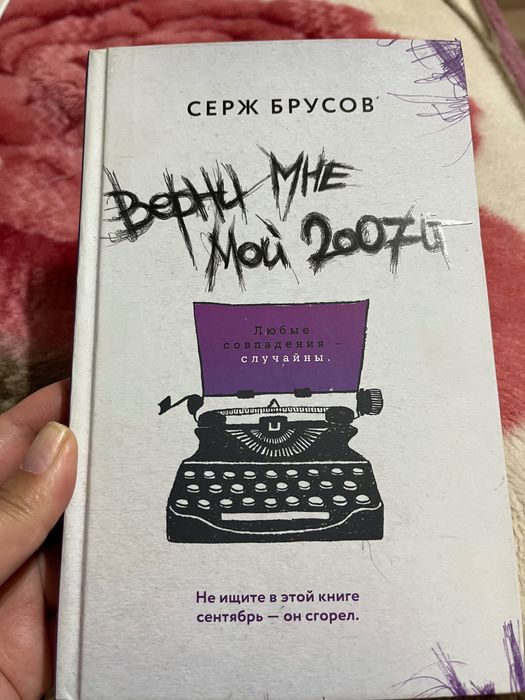 СЕРЖ БРУСОВ
Верни мне
мой 2007й
Любые
совпадения –
случайны.
Не ищите в этой книге
сентябрь — он сгорел.